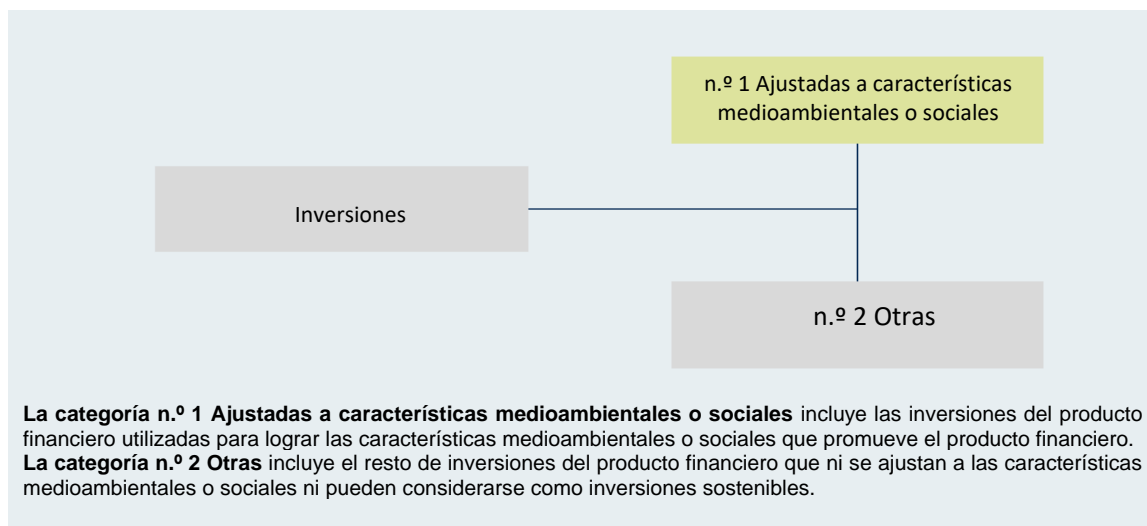 n.º 1 Ajustadas a características
medioambientales o sociales
Inversiones
n.º 2 Otras
La categoría n.º 1 Ajustadas a características medioambientales o sociales incluye las inversiones del producto
financiero utilizadas para lograr las características medioambientales o sociales que promueve el producto financiero.
La categoría n.º 2 Otras incluye el resto de inversiones del producto financiero que ni se ajustan a las características
medioambientales o sociales ni pueden considerarse como inversiones sostenibles.